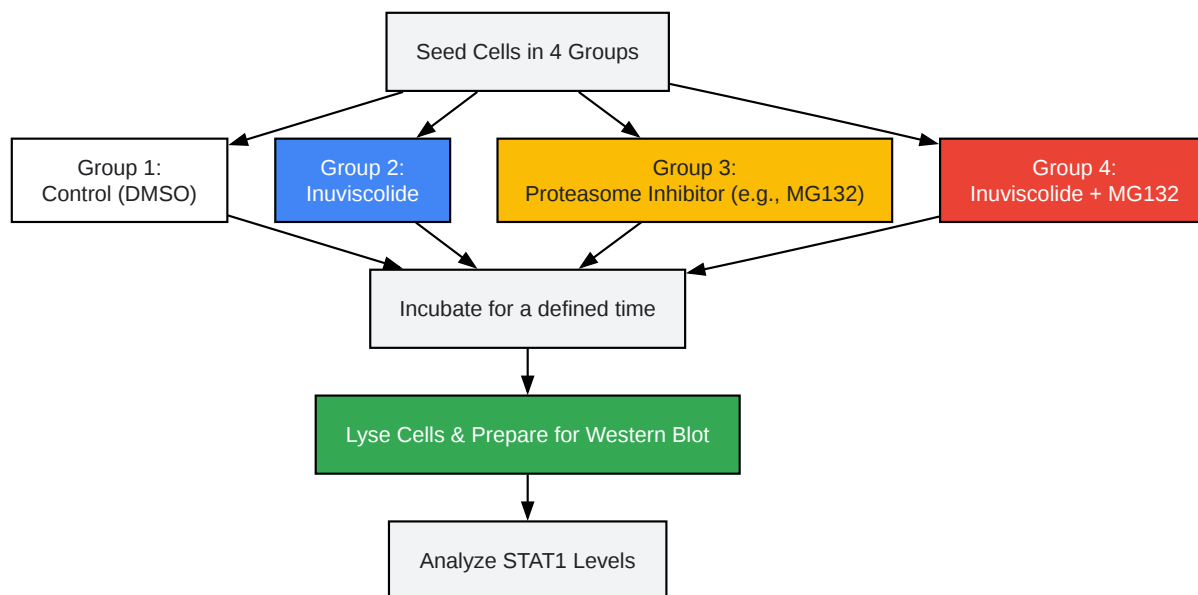 Seed Cells in 4 Groups
Group 1:
Control (DMSO)
Group 2:
Inuviscolide
Group 3:
Proteasome Inhibitor (e.g., MG132)
Group 4:
Inuviscolide + MG132
Incubate for a defined time
Lyse Cells & Prepare for Western Blot
Analyze STAT1 Levels